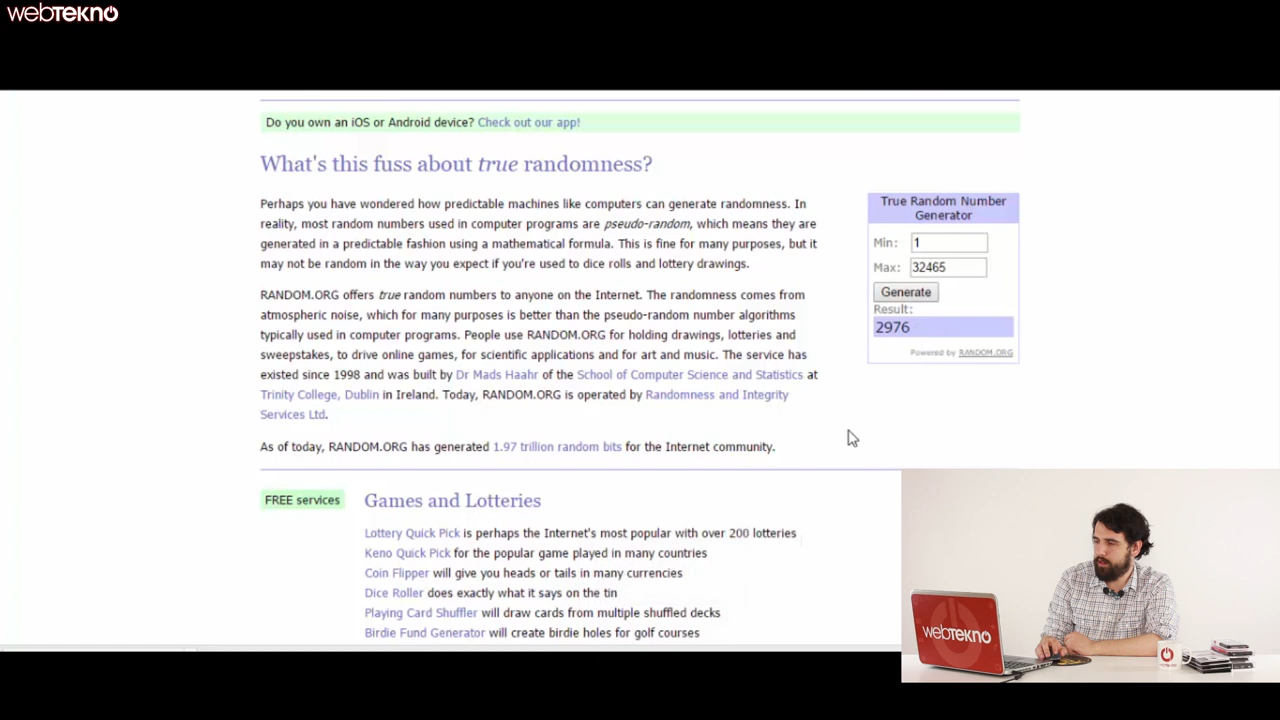 webtekno
Do you own an iOS or Android device? Check out our app!
What's this fuss about true randomness?
Perhaps you have wondered how predictable machines like computers can generate randomness. In
reality, most random numbers used in computer programs are pseudo-random, which means they are
generated in a predictable fashion using a mathematical formula. This is fine for many purposes, but it
may not be random in the way you expect if you're used to dice rolls and lottery drawings.
RANDOM.ORG offers true random numbers to anyone on the Internet. The randomness comes from
atmospheric noise, which for many purposes is better than the pseudo-random number algorithms
typically used in computer programs. People use RANDOM.ORG for holding drawings, lotteries and
sweepstakes, to drive online games, for scientific applications and for art and music. The service has
existed since 1998 and was built by Dr Mads Haahr of the School of Computer Science and Statistics at
Trinity College, Dublin in Ireland. Today, RANDOM.ORG is operated by Randomness and Integrity
Services Ltd.
As of today, RANDOM.ORG has generated 1.97 trillion random bits for the Internet community.
True Random Number
Generator
Min: 1
Max: 32465
Generate
Result:
2976
Powered by RANDOM.ORG
FREE services
Games and Lotteries
Lottery Quick Pick is perhaps the Internet's most popular with over 200 lotteries
Keno Quick Pick for the popular game played in many countries
Coin Flipper will give you heads or tails in many currencies
Dice Roller does exactly what it says on the tin
Playing Card Shuffler will draw cards from multiple shuffled decks
Birdie Fund Generator will create birdie holes for golf courses
webtekno